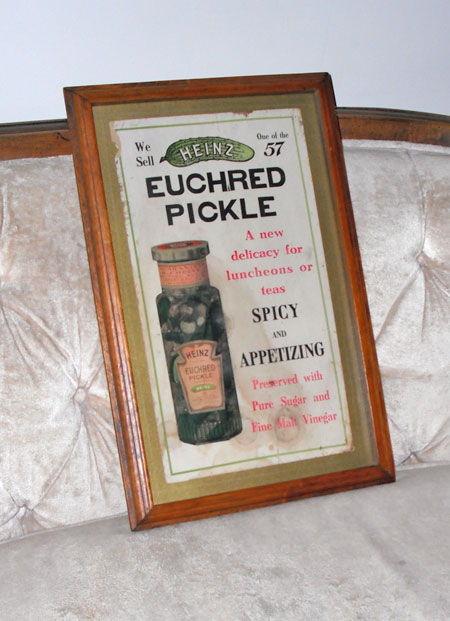 We
Sell
HEINZ
One of the
57
EUCHRED
PICKLE
A new
delicacy for
luncheons or
teas
SPICY
AND
APPETIZING
Preserved with
Pure Sugar and
Fine Malt Vinegar
HEINZ
EUCHRED
PICKLE